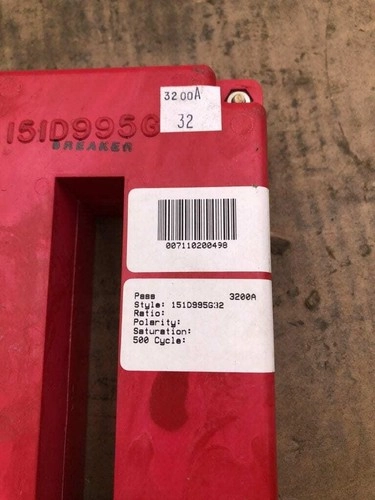 3200A
32
151D995G
BREAKER
007110200498
Pass 3200A
Style: 151D995G32
Ratio:
Polarity:
Saturation:
500 Cycle: